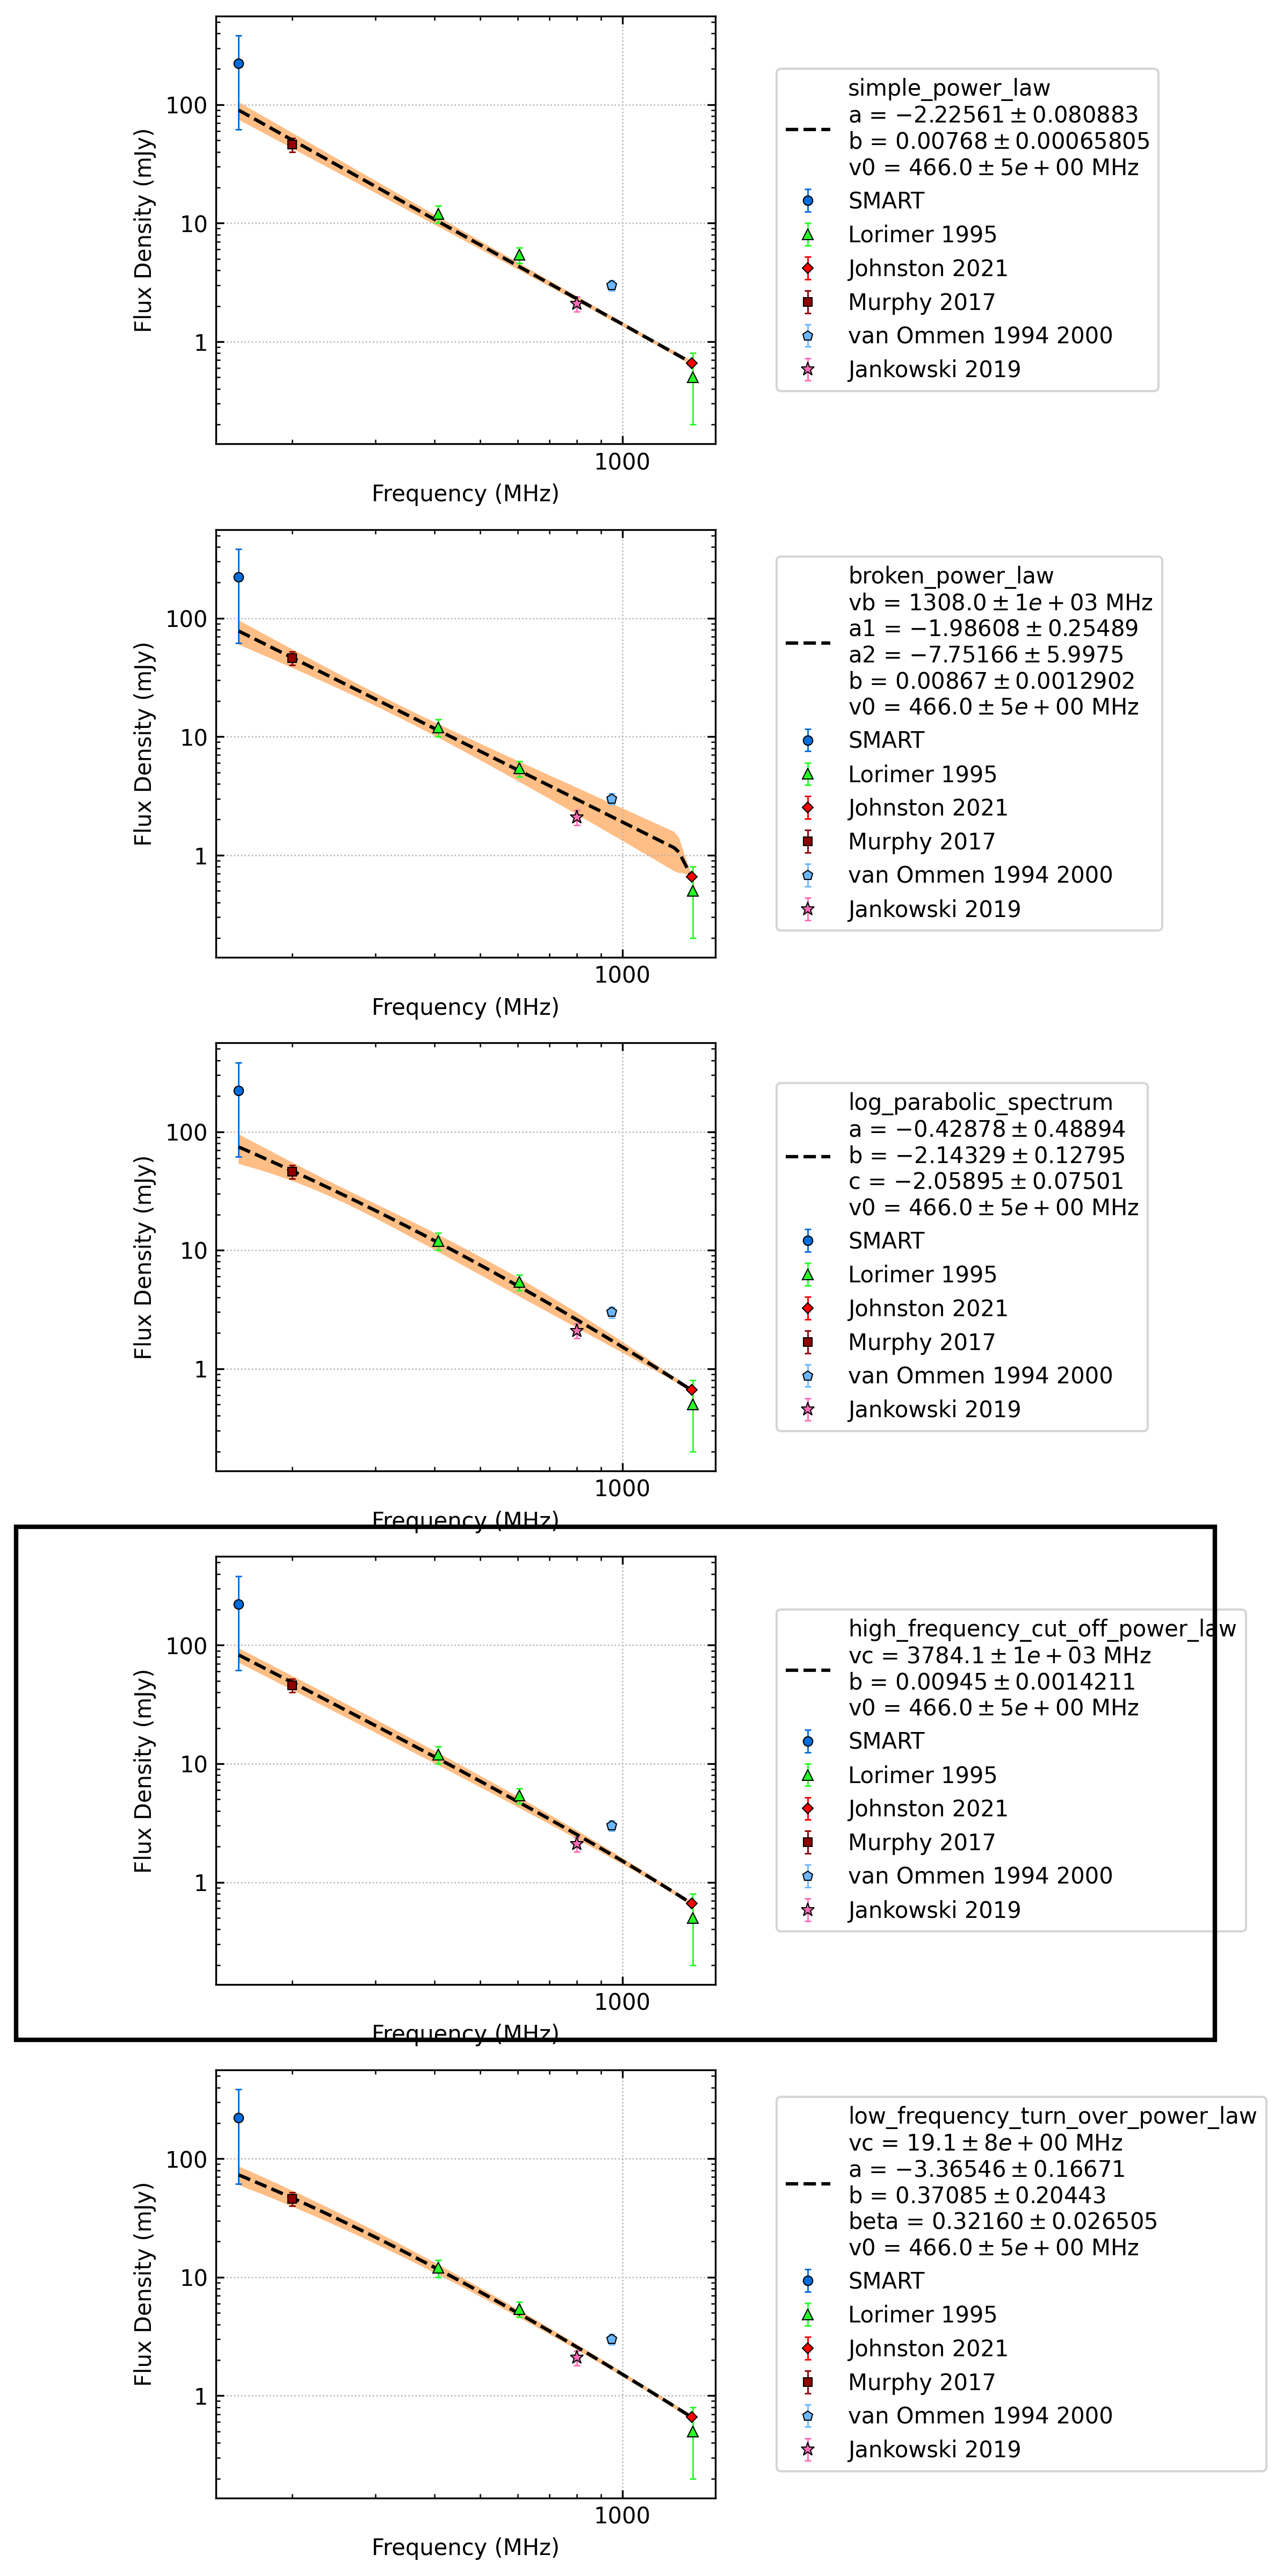 100
10
1
Flux Density (mJy)
1000
Frequency (MHz)
simple_power_law
a = −2.22561 ± 0.080883
b = 0.00768 ± 0.00065805
v0 = 466.0 ± 5e + 00 MHz
SMART
Lorimer 1995
Johnston 2021
Murphy 2017
van Ommen 1994 2000
Jankowski 2019
100
10
1
Flux Density (mJy)
1000
Frequency (MHz)
broken_power_law
vb = 1308.0 ± 1e + 03 MHz
a1 = −1.98608 ± 0.25489
a2 = −7.75166 ± 5.9975
b = 0.00867 ± 0.0012902
v0 = 466.0 ± 5e + 00 MHz
SMART
Lorimer 1995
Johnston 2021
Murphy 2017
van Ommen 1994 2000
Jankowski 2019
100
10
1
Flux Density (mJy)
1000
Frequency (MHz)
log_parabolic_spectrum
a = −0.42878 ± 0.48894
b = −2.14329 ± 0.12795
c = −2.05895 ± 0.07501
v0 = 466.0 ± 5e + 00 MHz
SMART
Lorimer 1995
Johnston 2021
Murphy 2017
van Ommen 1994 2000
Jankowski 2019
100
10
1
Flux Density (mJy)
1000
Frequency (MHz)
high_frequency_cut_off_power_law
vc = 3784.1 ± 1e + 03 MHz
b = 0.00945 ± 0.0014211
v0 = 466.0 ± 5e + 00 MHz
SMART
Lorimer 1995
Johnston 2021
Murphy 2017
van Ommen 1994 2000
Jankowski 2019
100
10
1
Flux Density (mJy)
1000
Frequency (MHz)
low_frequency_turn_over_power_law
vc = 19.1 ± 8e + 00 MHz
a = −3.36546 ± 0.16671
b = 0.37085 ± 0.20443
beta = 0.32160 ± 0.026505
v0 = 466.0 ± 5e + 00 MHz
SMART
Lorimer 1995
Johnston 2021
Murphy 2017
van Ommen 1994 2000
Jankowski 2019